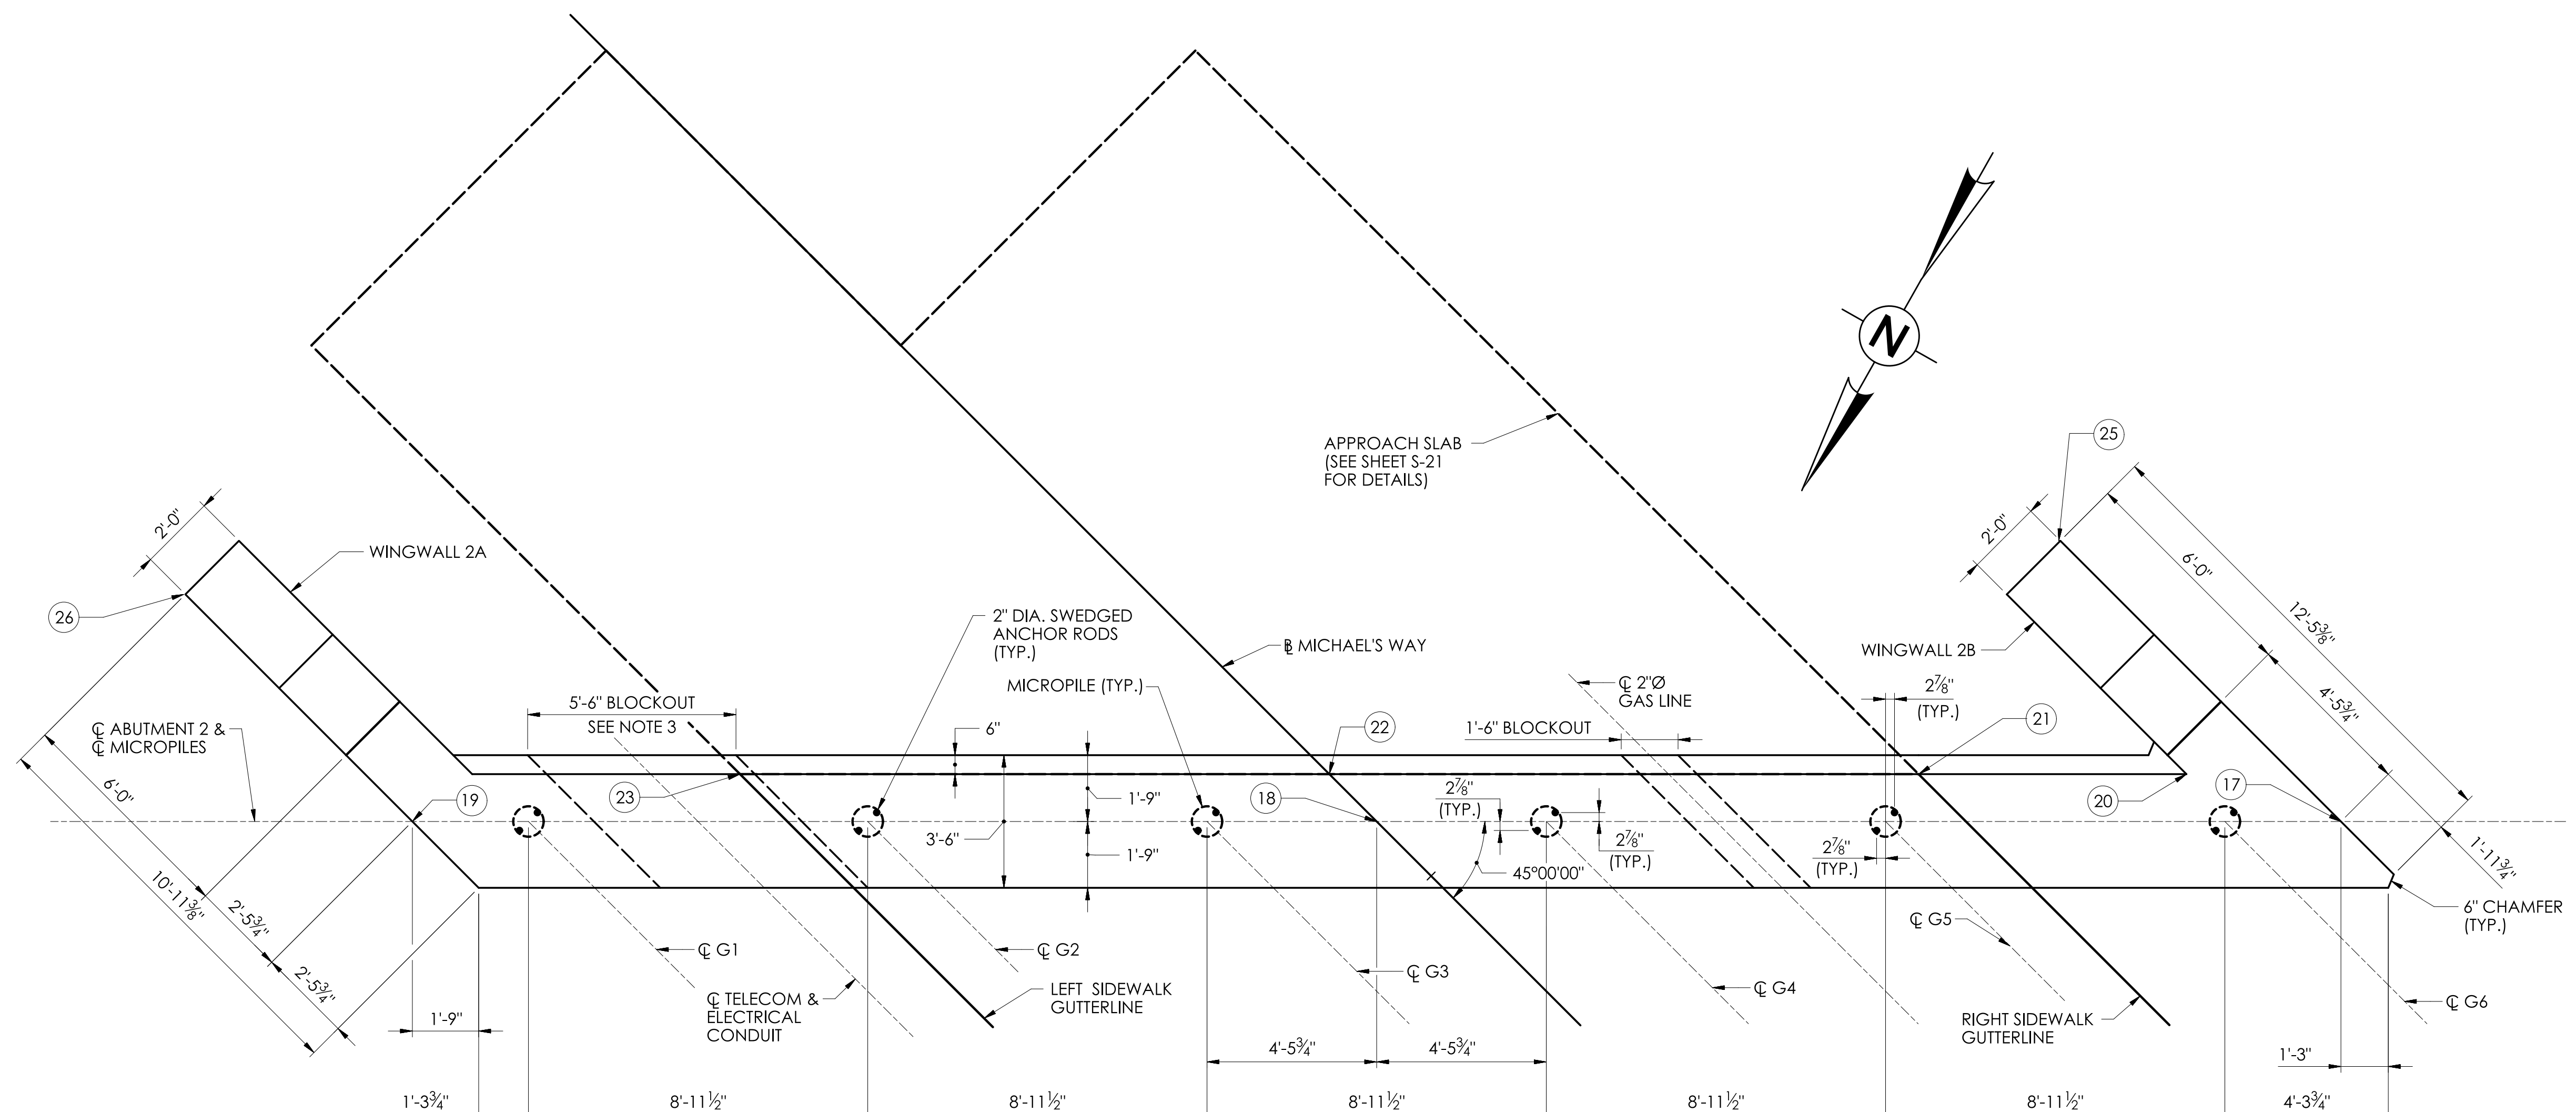 N
APPROACH SLAB
(SEE SHEET S-21
FOR DETAILS)
25
2'-0"
2'-0"
WINGWALL 2A
6'-0"
12'-5⅜"
26
2" DIA. SWEDGED
ANCHOR RODS
(TYP.)
℄ MICHAEL'S WAY
WINGWALL 2B
MICROPILE (TYP.)
℄ 2"Ø
GAS LINE
2⅞"
(TYP.)
4'-5¾"
5'-6" BLOCKOUT
SEE NOTE 3
6"
22
1'-6" BLOCKOUT
21
℄ ABUTMENT 2 &
℄ MICROPILES
19
23
1'-9"
18
2⅞"
(TYP.)
20
17
6'-0"
3'-6"
1'-9"
2⅞"
(TYP.)
2⅞"
(TYP.)
45°00'00"
1'-11¾"
10'-11⅜"
2'-5¾"
2'-5¾"
6" CHAMFER
(TYP.)
℄ G1
℄ G2
℄ G3
℄ G4
℄ G5
℄ G6
℄ TELECOM &
ELECTRICAL
CONDUIT
LEFT SIDEWALK
GUTTERLINE
RIGHT SIDEWALK
GUTTERLINE
1'-9"
4'-5¾"
4'-5¾"
1'-3"
1'-3¾"
8'-11½"
8'-11½"
8'-11½"
8'-11½"
8'-11½"
4'-3¾"